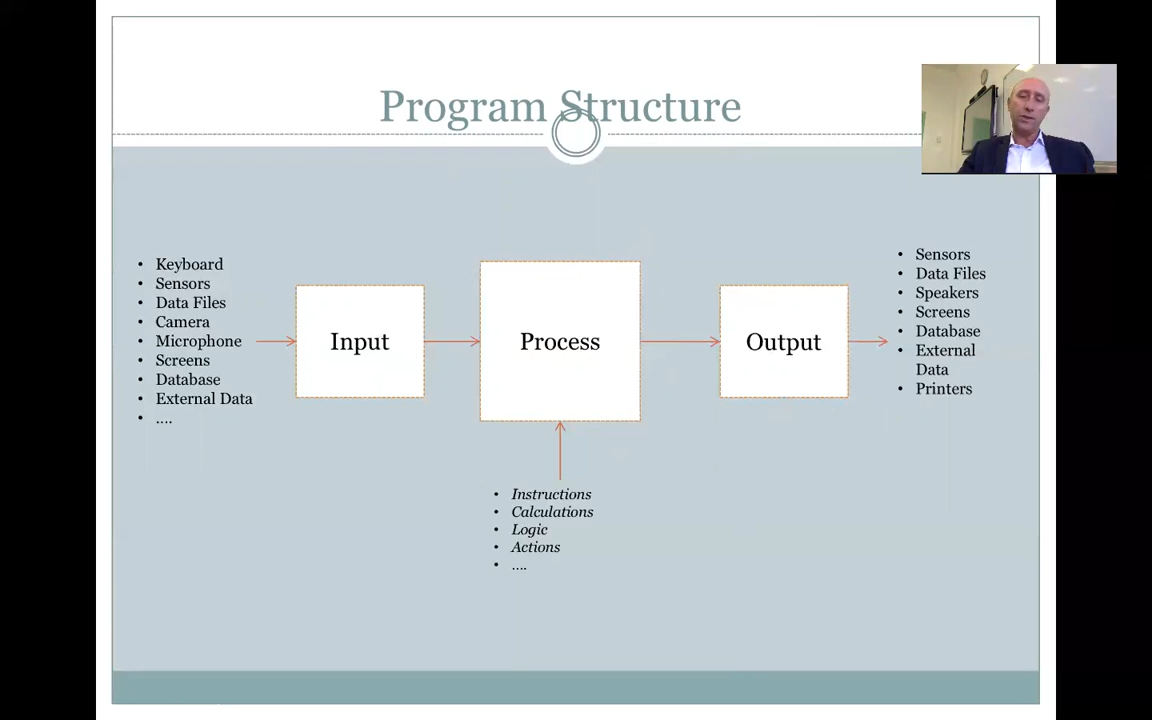 Program Structure
• Keyboard
• Sensors
• Data Files
• Camera
• Microphone
• Screens
• Database
• External Data
• ....
Input
Process
Output
• Sensors
• Data Files
• Speakers
• Screens
• Database
• External
Data
• Printers
• Instructions
• Calculations
• Logic
• Actions
• ....